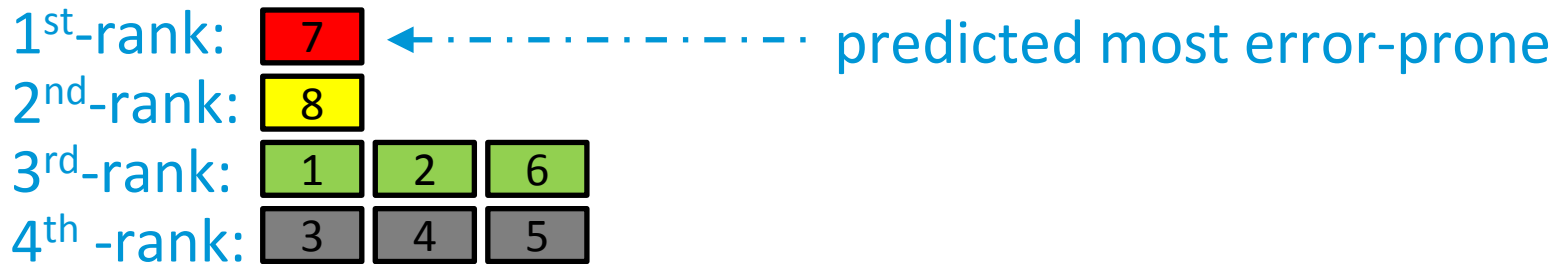 1st-rank: 7 predicted most error-prone
2nd-rank: 8
3rd-rank: 1 2 6
4th -rank: 3 4 5